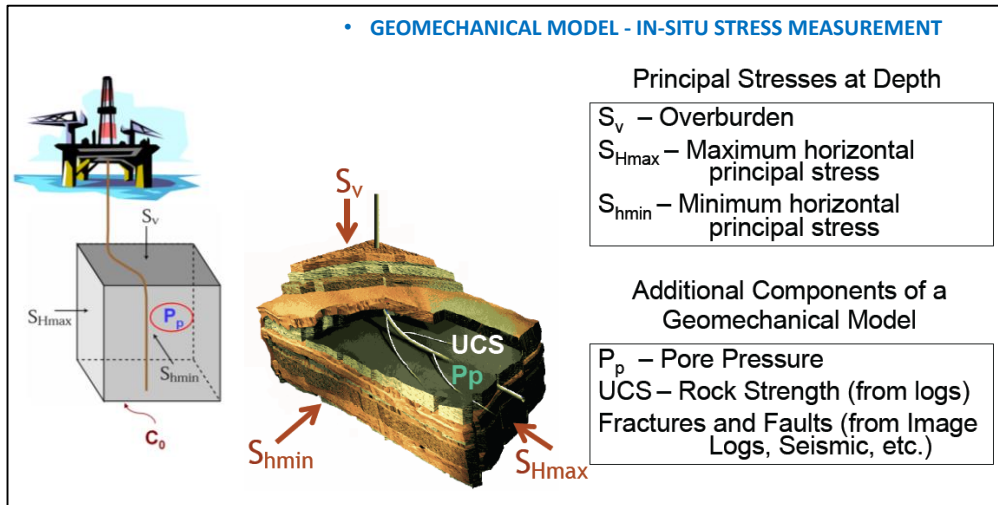 • GEOMECHANICAL MODEL - IN-SITU STRESS MEASUREMENT
Principal Stresses at Depth
Sv – Overburden
SHmax – Maximum horizontal
principal stress
Shmin – Minimum horizontal
principal stress
Additional Components of a
Geomechanical Model
Pp – Pore Pressure
UCS – Rock Strength (from logs)
Fractures and Faults (from Image
Logs, Seismic, etc.)
Sv
SHmax
Pp
Shmin
C0
Sv
UCS
Pp
Shmin
SHmax